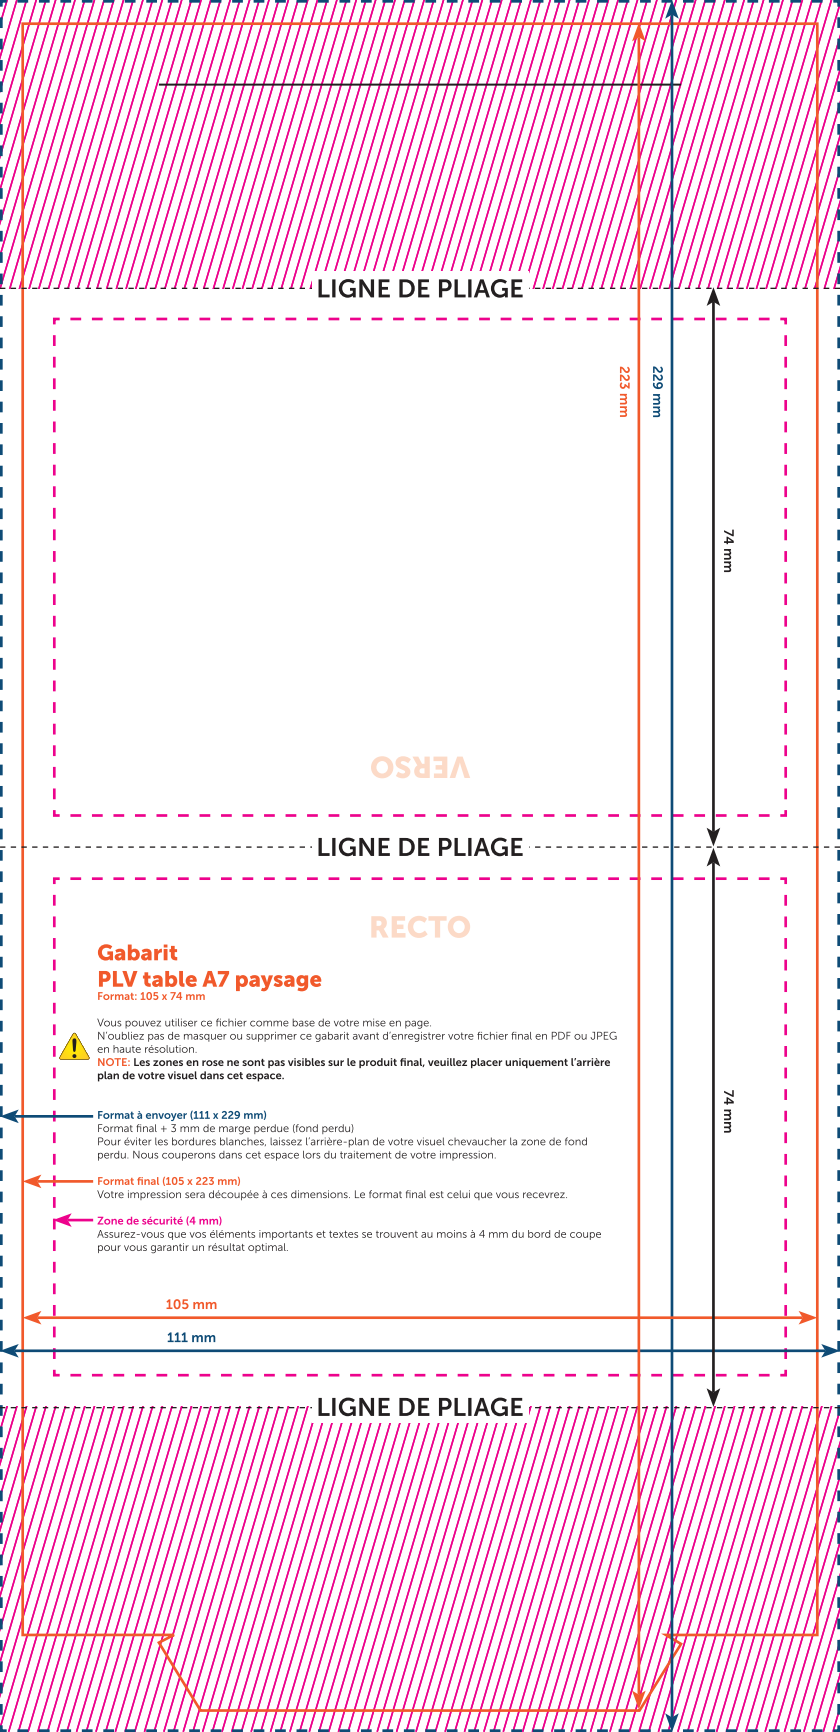 LIGNE DE PLIAGE
223 mm
229 mm
74 mm
VERSO
LIGNE DE PLIAGE
RECTO
Gabarit
PLV table A7 paysage
Format: 105 x 74 mm
Vous pouvez utiliser ce fichier comme base de votre mise en page.
N'oubliez pas de masquer ou supprimer ce gabarit avant d'enregistrer votre fichier final en PDF ou JPEG
en haute résolution.
NOTE: Les zones en rose ne sont pas visibles sur le produit final, veuillez placer uniquement l'arrière
plan de votre visuel dans cet espace.
74 mm
Format à envoyer (111 x 229 mm)
Format final + 3 mm de marge perdue (fond perdu)
Pour éviter les bordures blanches, laissez l'arrière-plan de votre visuel chevaucher la zone de fond
perdu. Nous couperons dans cet espace lors du traitement de votre impression.
Format final (105 x 223 mm)
Votre impression sera découpée à ces dimensions. Le format final est celui que vous recevrez.
Zone de sécurité (4 mm)
Assurez-vous que vos éléments importants et textes se trouvent au moins à 4 mm du bord de coupe
pour vous garantir un résultat optimal.
105 mm
111 mm
LIGNE DE PLIAGE